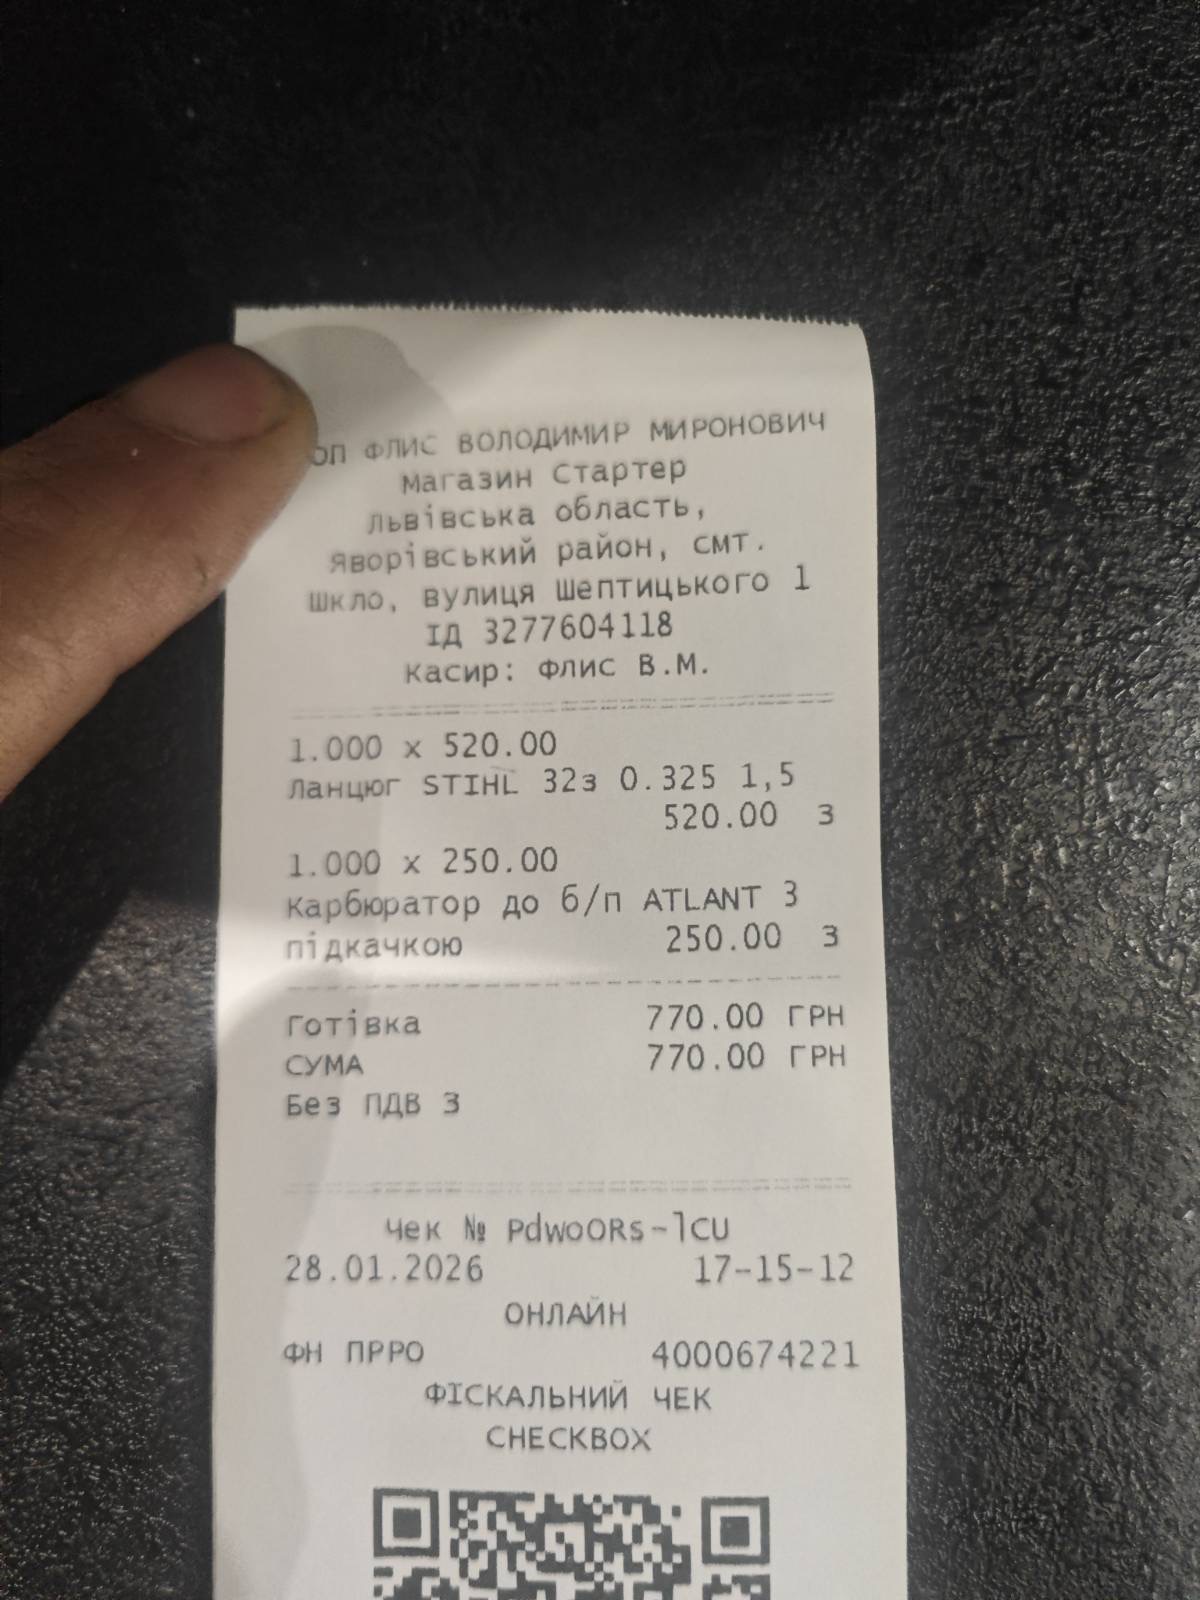 ОП ФЛИС ВОЛОДИМИР МИРОНОВИЧ
Магазин Стартер
Львівська область,
Яворівський район, смт.
Шкло, вулиця Шептицького 1
ІД 3277604118
Касир: Флис В.М.
1.000 x 520.00
Ланцюг STIHL 32з 0.325 1,5
520.00 З
1.000 x 250.00
Карбюратор до б/п ATLANT З
підкачкою 250.00 З
Готівка 770.00 ГРН
СУМА 770.00 ГРН
Без ПДВ З
Чек № PdwoORs-lCU
28.01.2026 17-15-12
ОНЛАЙН
ФН ПРРО 4000674221
ФІСКАЛЬНИЙ ЧЕК
CHECKBOX